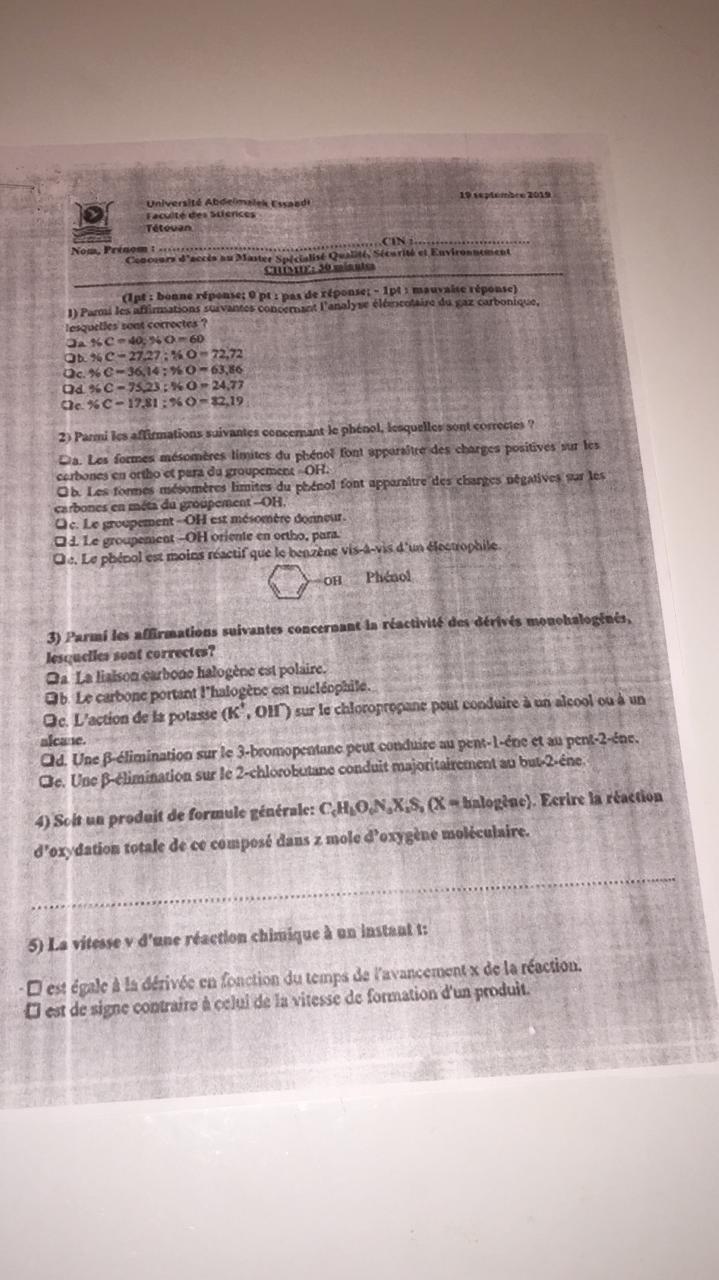 Université Abdelmalek Essaadi
Faculté des Sciences
Tétouan
19 septembre 2019
Nom, Prénom : ........................................CIN :........................
Concours d'accès au Master Spécialisé Qualité, Sécurité et Environnement
CHIMIE: 30 minutes
(1pt : bonne réponse; 0 pt : pas de réponse; - 1pt : mauvaise réponse)
1) Parmi les affirmations suivantes concernant l'analyse élémentaire du gaz carbonique,
lesquelles sont correctes ?
❑a. % C = 40; % O = 60
❑b. % C = 27,27 ; % O = 72,72
❑c. % C = 36,14 ; % O = 63,86
❑d. % C = 75,23 ; % O = 24,77
❑e. % C = 17,81 ; % O = 82,19
2) Parmi les affirmations suivantes concernant le phénol, lesquelles sont correctes ?
❑a. Les formes mésomères limites du phénol font apparaître des charges positives sur les
carbones en ortho et para du groupement -OH.
❑b. Les formes mésomères limites du phénol font apparaître des charges négatives sur les
carbones en méta du groupement -OH.
❑c. Le groupement -OH est mésomère donneur.
❑d. Le groupement -OH oriente en ortho, para.
❑e. Le phénol est moins réactif que le benzène vis-à-vis d'un électrophile.
OH Phénol
3) Parmi les affirmations suivantes concernant la réactivité des dérivés monohalogénés,
lesquelles sont correctes?
❑a. La liaison carbone halogène est polaire.
❑b. Le carbone portant l'halogène est nucléophile.
❑c. L'action de la potasse (K⁺, OH⁻) sur le chloropropane peut conduire à un alcool ou à un
alcane.
❑d. Une β-élimination sur le 3-bromopentane peut conduire au pent-1-éne et au pent-2-éne.
❑e. Une β-élimination sur le 2-chlorobutane conduit majoritairement au but-2-éne.
4) Soit un produit de formule générale: (X = halogène). Ecrire la réaction
d'oxydation totale de ce composé dans z mole d'oxygène moléculaire.
5) La vitesse v d'une réaction chimique à un instant t:
- ❑ est égale à la dérivée en fonction du temps de l'avancement x de la réaction.
❑ est de signe contraire à celui de la vitesse de formation d'un produit.